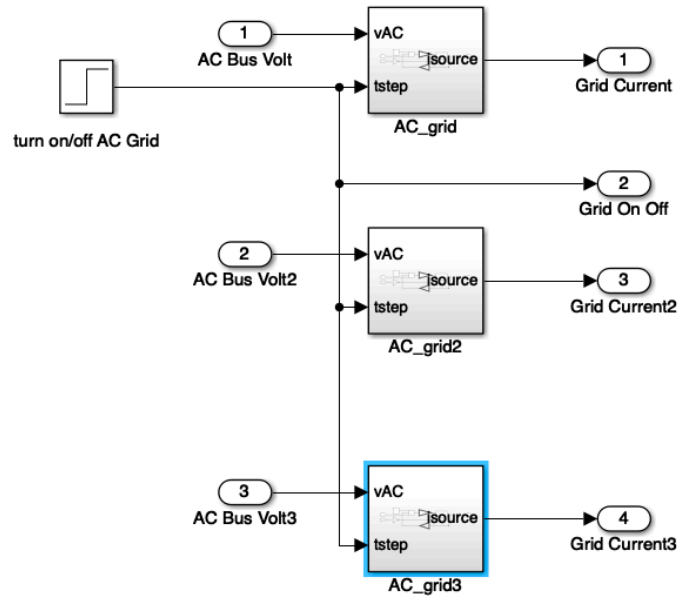 1
AC Bus Volt
turn on/off AC Grid
vAC
isource
tstep
AC_grid
1
Grid Current
2
Grid On Off
2
AC Bus Volt2
vAC
isource
tstep
AC_grid2
3
Grid Current2
3
AC Bus Volt3
vAC
isource
tstep
AC_grid3
4
Grid Current3